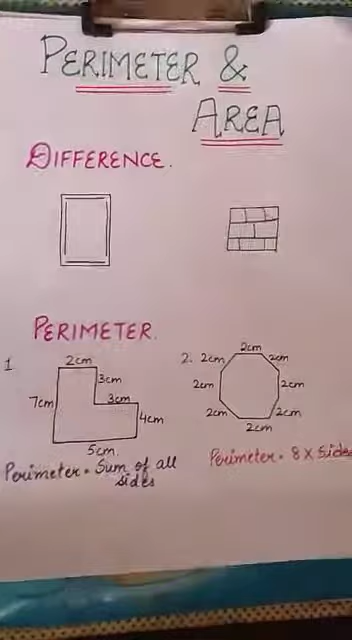 PERIMETER &
AREA
DIFFERENCE.
PERIMETER.
1
2cm
3cm
7cm
3cm
4cm
5cm
Perimeter = Sum of all
sides
2.
2cm
2cm
2cm
2cm
2cm
2cm
2cm
2cm
Perimeter = 8 x Sides